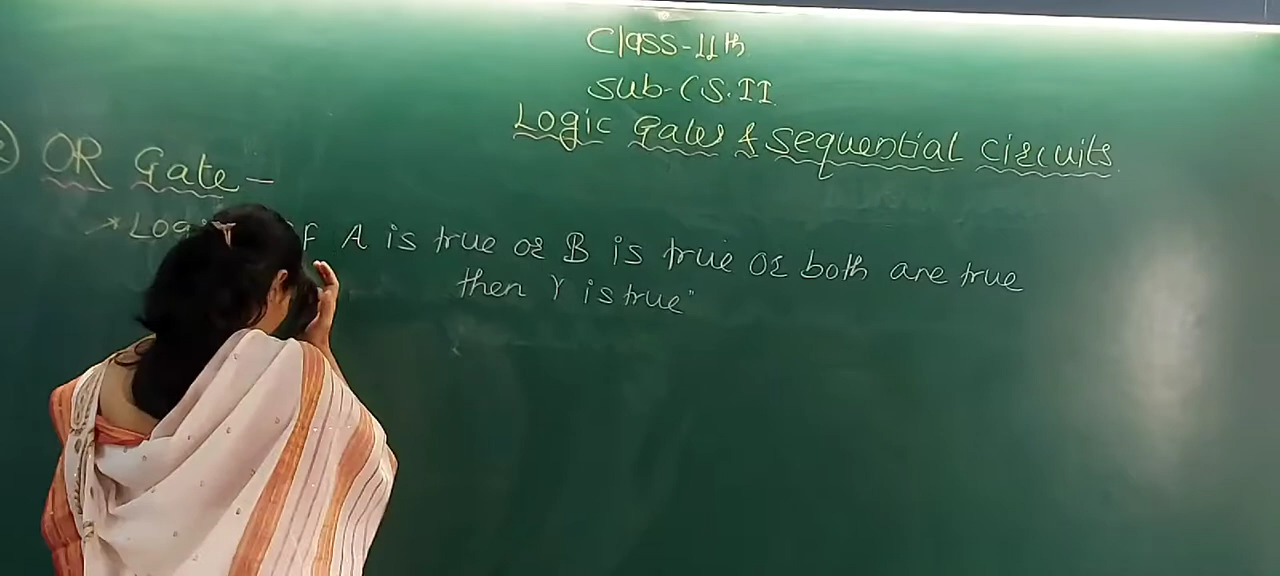 Class-11th
Sub-CS.II
Logic Gates & Sequential Circuits
OR Gate -
* Logi F A is true or B is true or both are true
then Y is true"